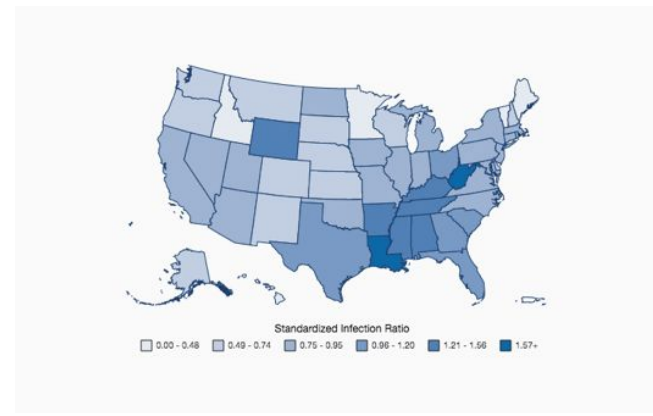 Standardized Infection Ratio
0.00 - 0.48 0.49 - 0.74 0.75 - 0.95 0.96 - 1.20 1.21 - 1.56 1.57+